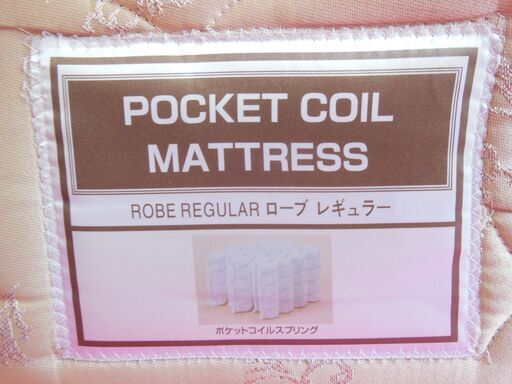 POCKET COIL
MATTRESS
ROBE REGULAR ローブ レギュラー
ポケットコイルスプリング